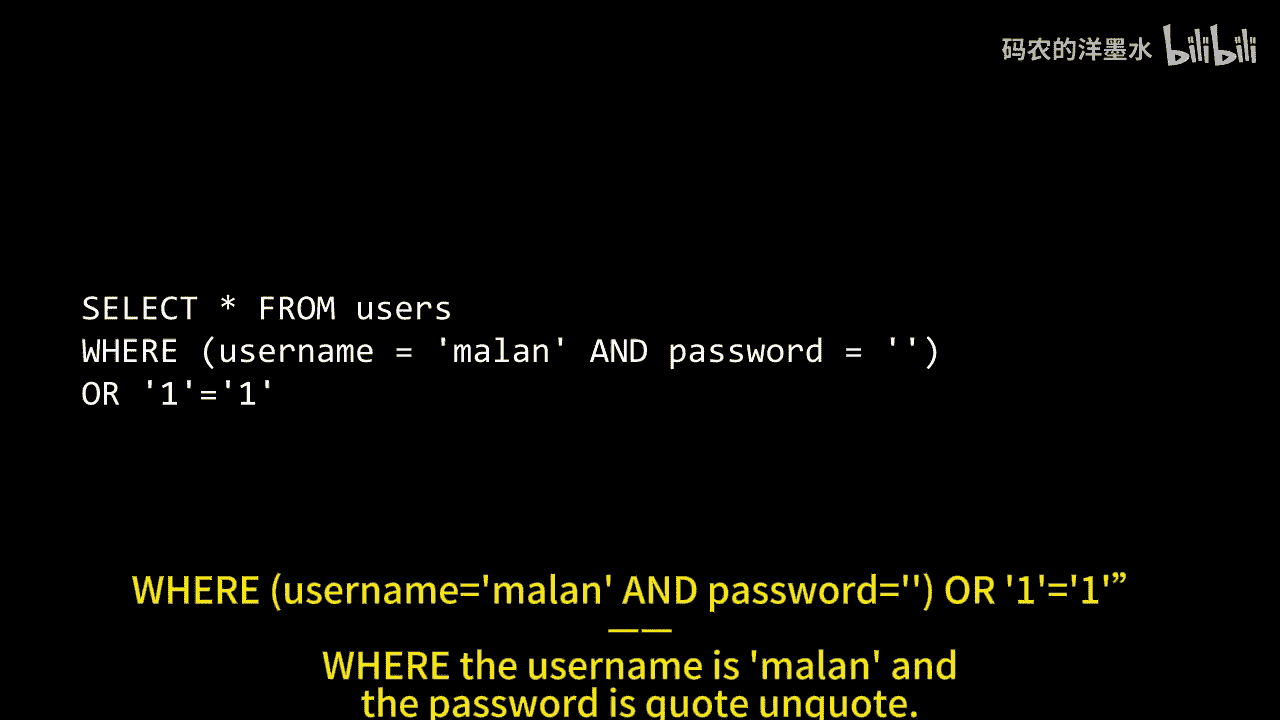 码农的洋墨水 bilibili
SELECT * FROM users
WHERE (username = 'malan' AND password = '')
OR '1'='1'
WHERE (username='malan' AND password='') OR '1'='1'”
——
WHERE the username is 'malan' and
the password is quote unquote.